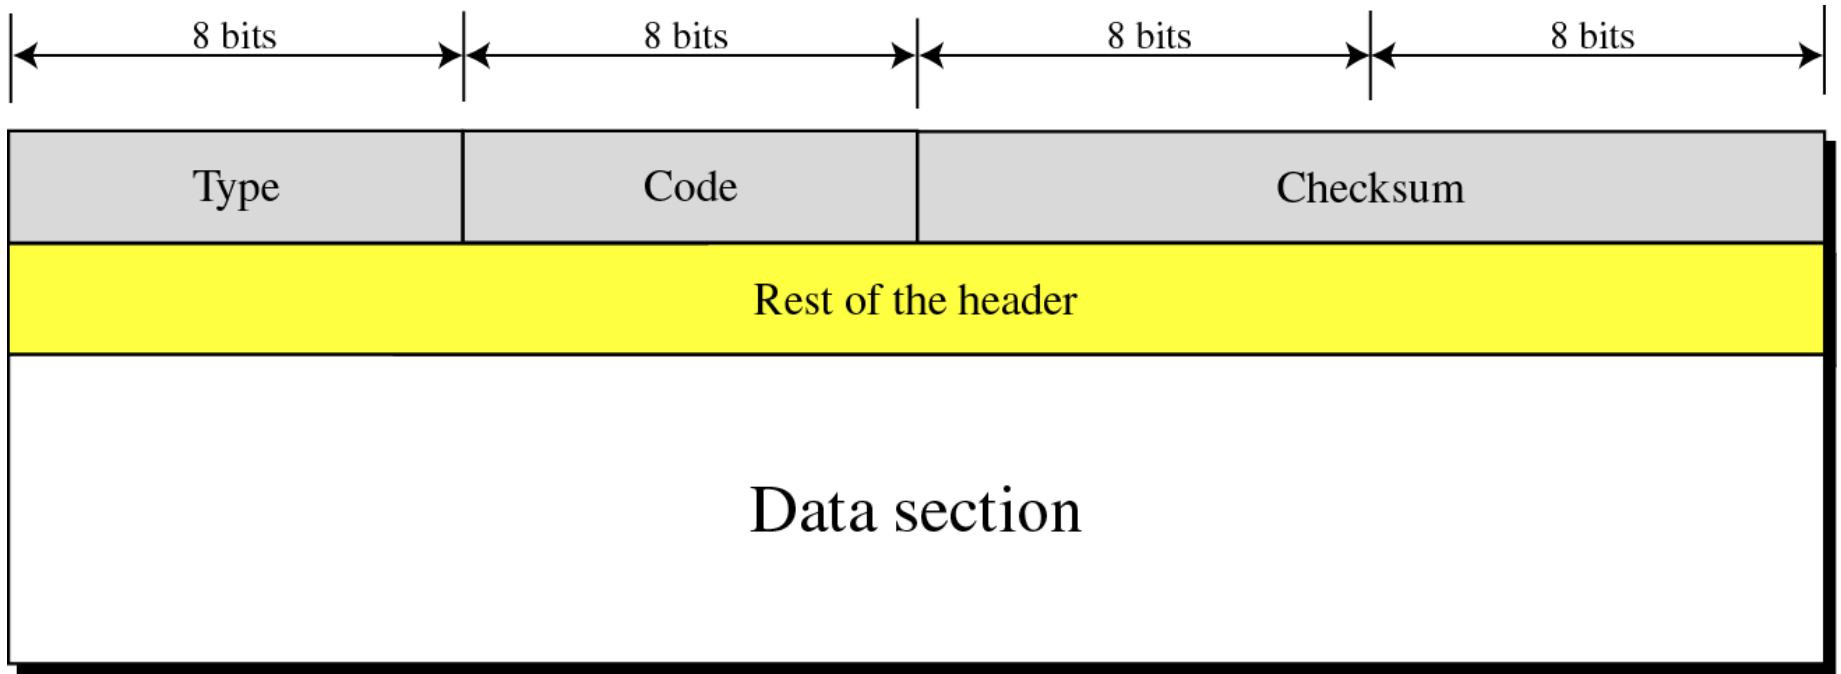 8 bits 8 bits 8 bits 8 bits
Type Code Checksum
Rest of the header
Data section